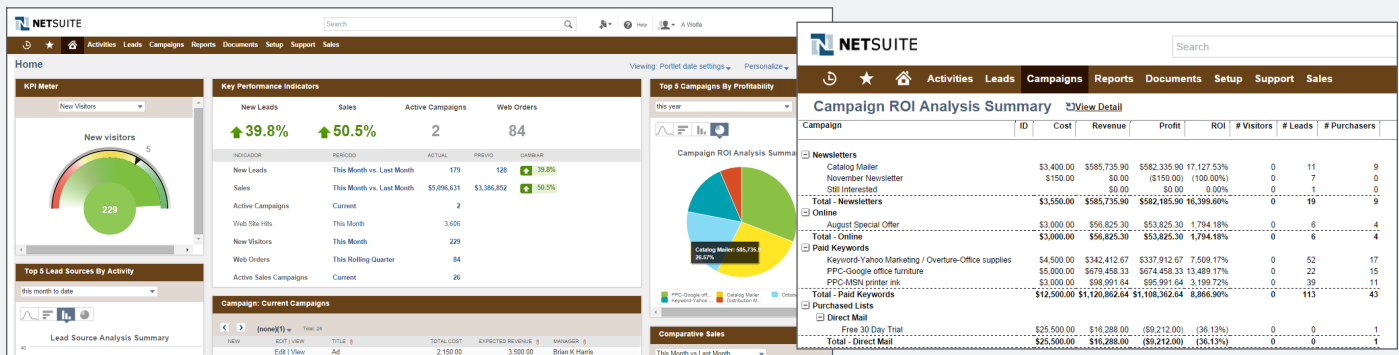 NETSUITE
Search
Help
A Wolfe
Activities Leads Campaigns Reports Documents Setup Support Sales
Home
Viewing: Portlet date settings
Personalize
KPI Meter
New Visitors
New visitors
5
229
Top 5 Lead Sources By Activity
this month to date
Lead Source Analysis Summary
40
Key Performance Indicators
New Leads Sales Active Campaigns Web Orders
39.8% 50.5% 2 84
INDICADOR PERÍODO ACTUAL PREVIO CAMBIAR
New Leads This Month vs. Last Month 179 128 39.8%
Sales This Month vs. Last Month $5,096,631 $3,386,852 50.5%
Active Campaigns Current 2
Web Site Hits This Month 3,606
New Visitors This Month 229
Web Orders This Rolling Quarter 84
Active Sales Campaigns Current 26
Campaign: Current Campaigns
(none)(1) Total: 24
NEW EDIT | VIEW TITLE TOTAL COST EXPECTED REVENUE MANAGER
Edit | View Ad 2,150.00 3,500.00 Brian K Harris
Top 5 Campaigns By Profitability
this year
Campaign ROI Analysis Summa
Catalog Mailer: 585,735.9
26.57%
PPC-Google off... Catalog Mailer October
Keyword-Yahoo... Distribution M...
Comparative Sales
This Month vs Last Month
NETSUITE
Search
Activities Leads Campaigns Reports Documents Setup Support Sales
Campaign ROI Analysis Summary View Detail
Campaign ID Cost Revenue Profit ROI # Visitors # Leads # Purchasers
Newsletters
Catalog Mailer $3,400.00 $585,735.90 $582,335.90 17,127.53% 0 11 9
November Newsletter $150.00 $0.00 ($150.00) (100.00%) 0 7 0
Still Interested $0.00 $0.00 0.00% 0 1 0
Total - Newsletters $3,550.00 $585,735.90 $582,185.90 16,399.60% 0 19 9
Online
August Special Offer $3,000.00 $56,825.30 $53,825.30 1,794.18% 0 6 4
Total - Online $3,000.00 $56,825.30 $53,825.30 1,794.18% 0 6 4
Paid Keywords
Keyword-Yahoo Marketing / Overture-Office supplies $4,500.00 $342,412.67 $337,912.67 7,509.17% 0 52 17
PPC-Google office furniture $5,000.00 $679,458.33 $674,458.33 13,489.17% 0 22 15
PPC-MSN printer ink $3,000.00 $98,991.64 $95,991.64 3,199.72% 0 39 11
Total - Paid Keywords $12,500.00 $1,120,862.64 $1,108,362.64 8,866.90% 0 113 43
Purchased Lists
Direct Mail
Free 30 Day Trial $25,500.00 $16,288.00 ($9,212.00) (36.13%) 0 0 1
Total - Direct Mail $25,500.00 $16,288.00 ($9,212.00) (36.13%) 0 0 1